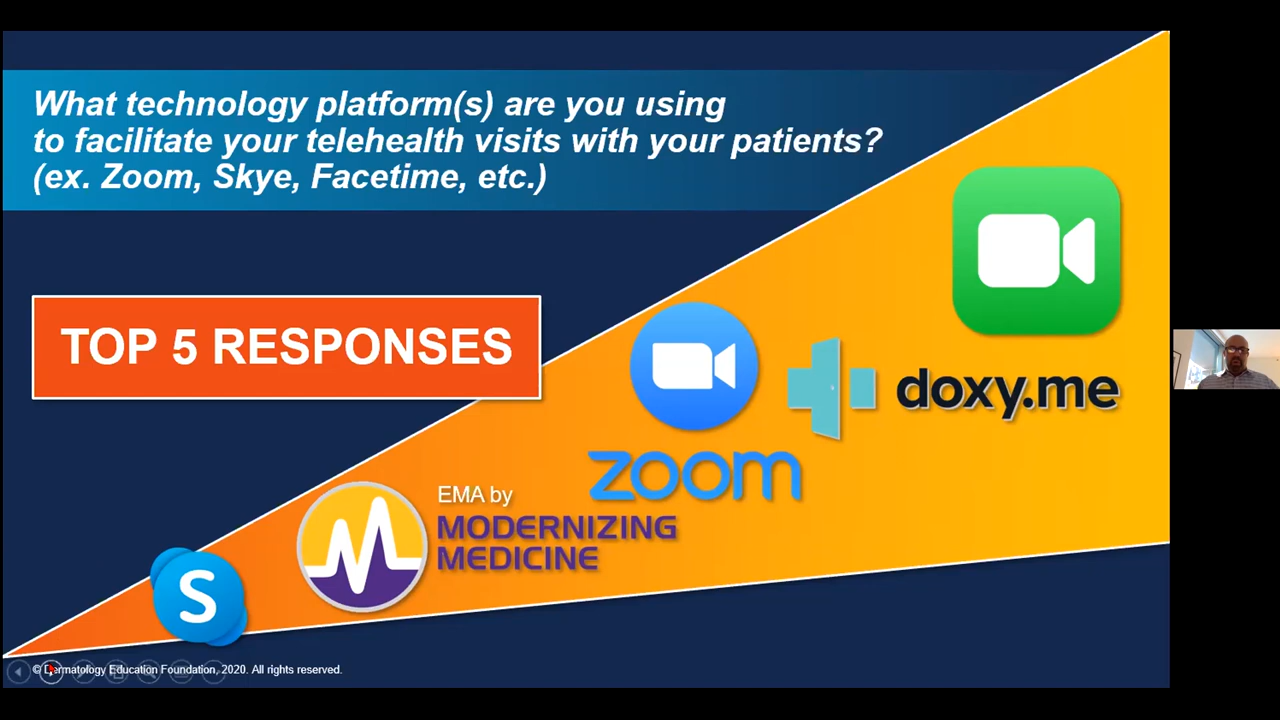 What technology platform(s) are you using
to facilitate your telehealth visits with your patients?
(ex. Zoom, Skye, Facetime, etc.)
TOP 5 RESPONSES
doxy.me
zoom
EMA by
MODERNIZING
MEDICINE
S
© Dermatology Education Foundation, 2020. All rights reserved.